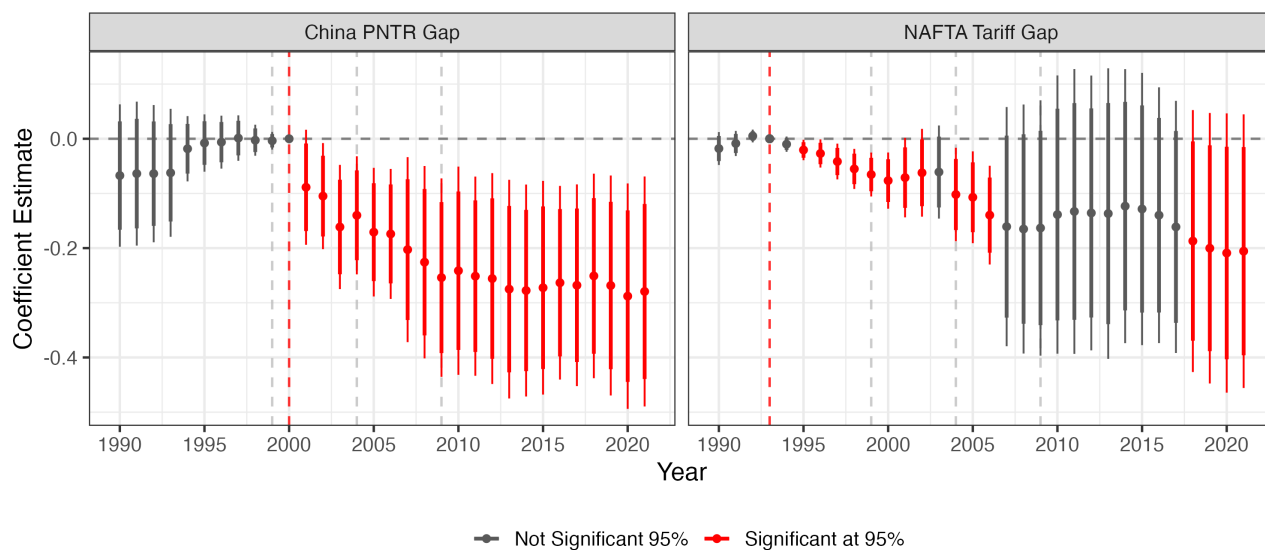 China PNTR Gap
NAFTA Tariff Gap
Coefficient Estimate
0.0
-0.2
-0.4
1990 1995 2000 2005 2010 2015 2020
1990 1995 2000 2005 2010 2015 2020
Year
Not Significant 95% Significant at 95%